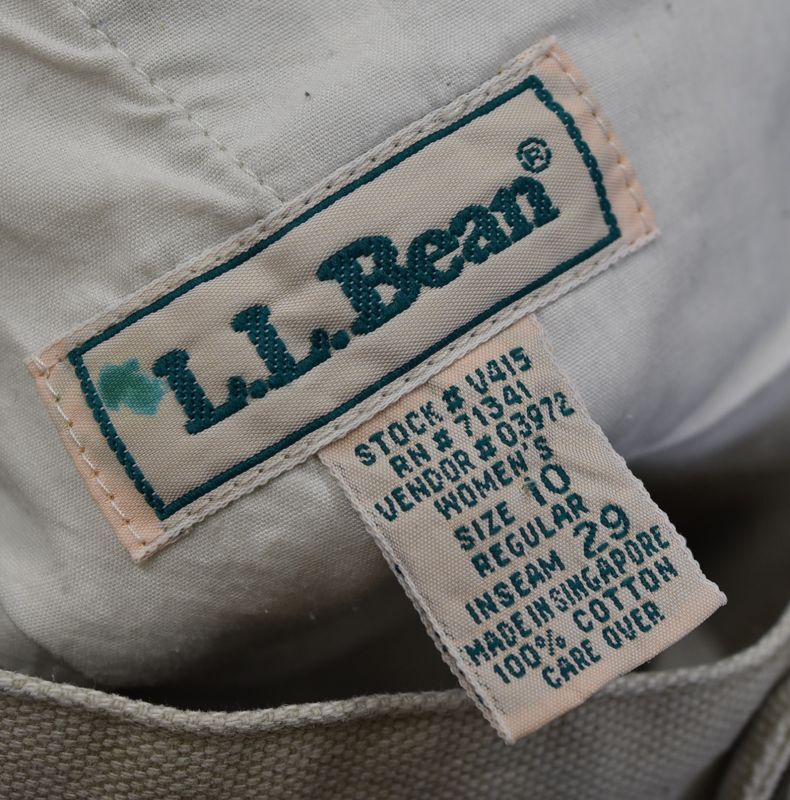 L.L.Bean®
STOCK # U415
RN # 71341
VENDOR # 03972
WOMEN'S
SIZE 10
REGULAR
INSEAM 29
MADE IN SINGAPORE
100% COTTON
CARE OVER